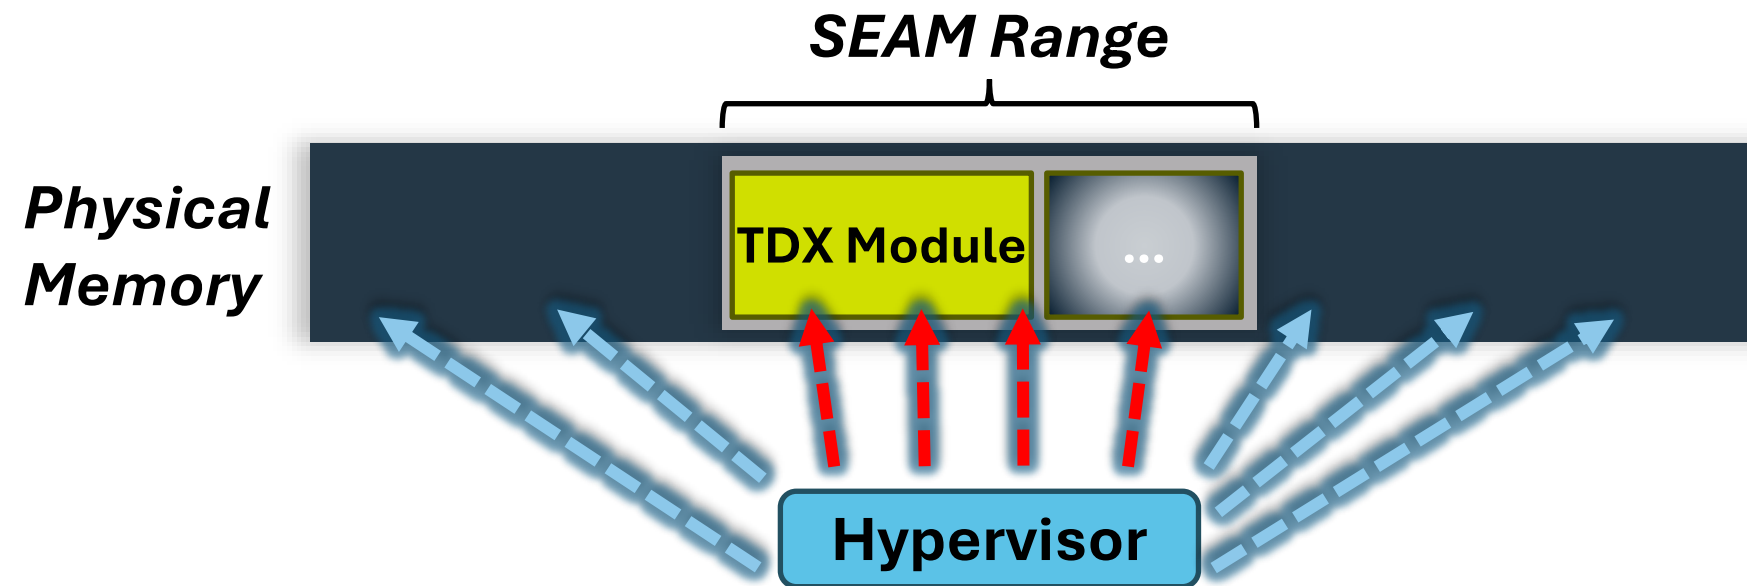 SEAM Range
Physical
Memory
TDX Module
...
Hypervisor